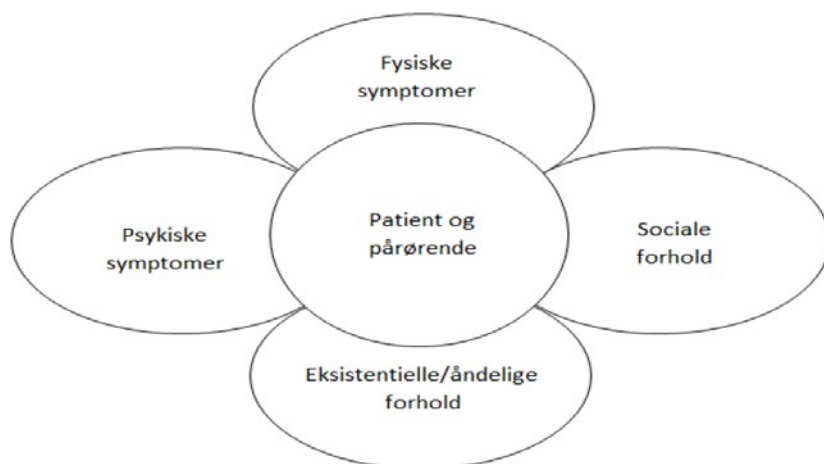 Fysiske
symptomer
Psykiske
symptomer
Patient og
pårørende
Sociale
forhold
Eksistentielle/åndelige
forhold